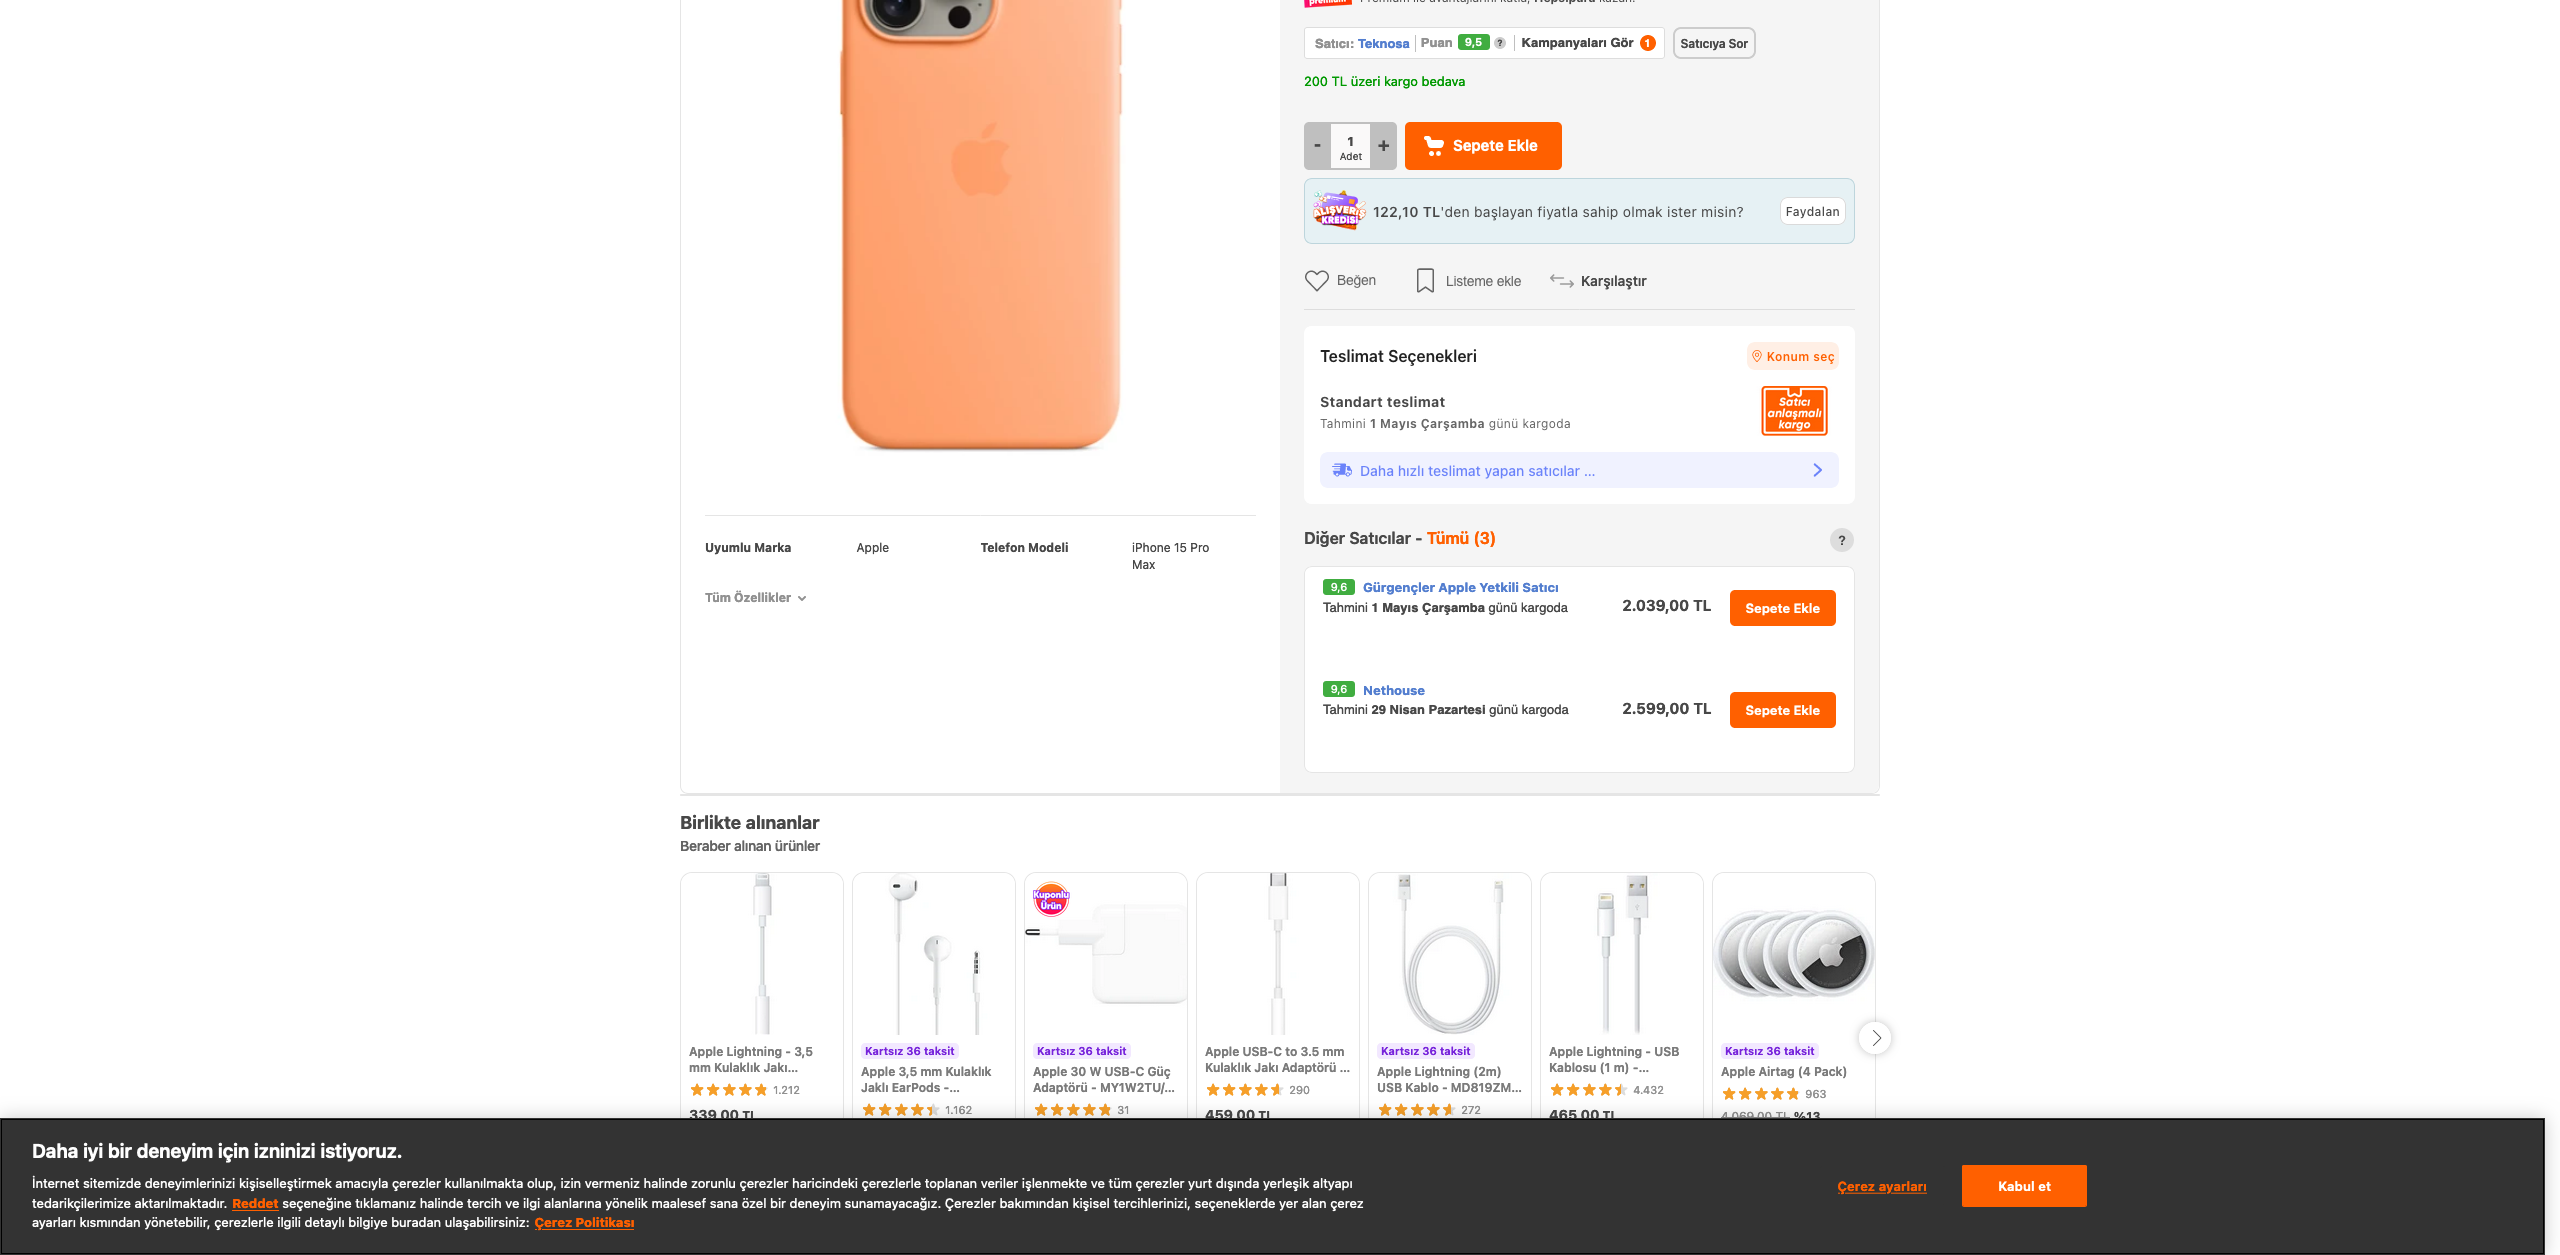 Premium ile avantajlarını katla, Hepsipara kazan!
Satıcı: Teknosa Puan 9,5 ? Kampanyaları Gör 1 Satıcıya Sor
200 TL üzeri kargo bedava
- 1 Adet + Sepete Ekle
ALIŞVERİŞ KREDİSİ 122,10 TL'den başlayan fiyatla sahip olmak ister misin? Faydalan
Beğen Listeme ekle Karşılaştır
Teslimat Seçenekleri Konum seç
Standart teslimat
Tahmini 1 Mayıs Çarşamba günü kargoda
Satıcı
anlaşmalı
kargo
Daha hızlı teslimat yapan satıcılar ...
Diğer Satıcılar - Tümü (3) ?
9,6 Gürgençler Apple Yetkili Satıcı
Tahmini 1 Mayıs Çarşamba günü kargoda
2.039,00 TL Sepete Ekle
9,6 Nethouse
Tahmini 29 Nisan Pazartesi günü kargoda
2.599,00 TL Sepete Ekle
Uyumlu Marka Apple Telefon Modeli iPhone 15 Pro
Max
Tüm Özellikler
Birlikte alınanlar
Beraber alınan ürünler
Apple Lightning - 3,5
mm Kulaklık Jakı...
1.212
339,00 TL
Kartsız 36 taksit
Apple 3,5 mm Kulaklık
Jaklı EarPods -...
1.162
Kuponlu
Ürün
Kartsız 36 taksit
Apple 30 W USB-C Güç
Adaptörü - MY1W2TU/...
31
Apple USB-C to 3.5 mm
Kulaklık Jakı Adaptörü ...
290
459,00 TL
Kartsız 36 taksit
Apple Lightning (2m)
USB Kablo - MD819ZM...
272
Apple Lightning - USB
Kablosu (1 m) -...
4.432
465,00 TL
Kartsız 36 taksit
Apple Airtag (4 Pack)
963
4.069,00 TL %13
Daha iyi bir deneyim için izninizi istiyoruz.
İnternet sitemizde deneyimlerinizi kişiselleştirmek amacıyla çerezler kullanılmakta olup, izin vermeniz halinde zorunlu çerezler haricindeki çerezlerle toplanan veriler işlenmekte ve tüm çerezler yurt dışında yerleşik altyapı
tedarikçilerimize aktarılmaktadır. Reddet seçeneğine tıklamanız halinde tercih ve ilgi alanlarına yönelik maalesef sana özel bir deneyim sunamayacağız. Çerezler bakımından kişisel tercihlerinizi, seçeneklerde yer alan çerez
ayarları kısmından yönetebilir, çerezlerle ilgili detaylı bilgiye buradan ulaşabilirsiniz: Çerez Politikası
Çerez ayarları Kabul et